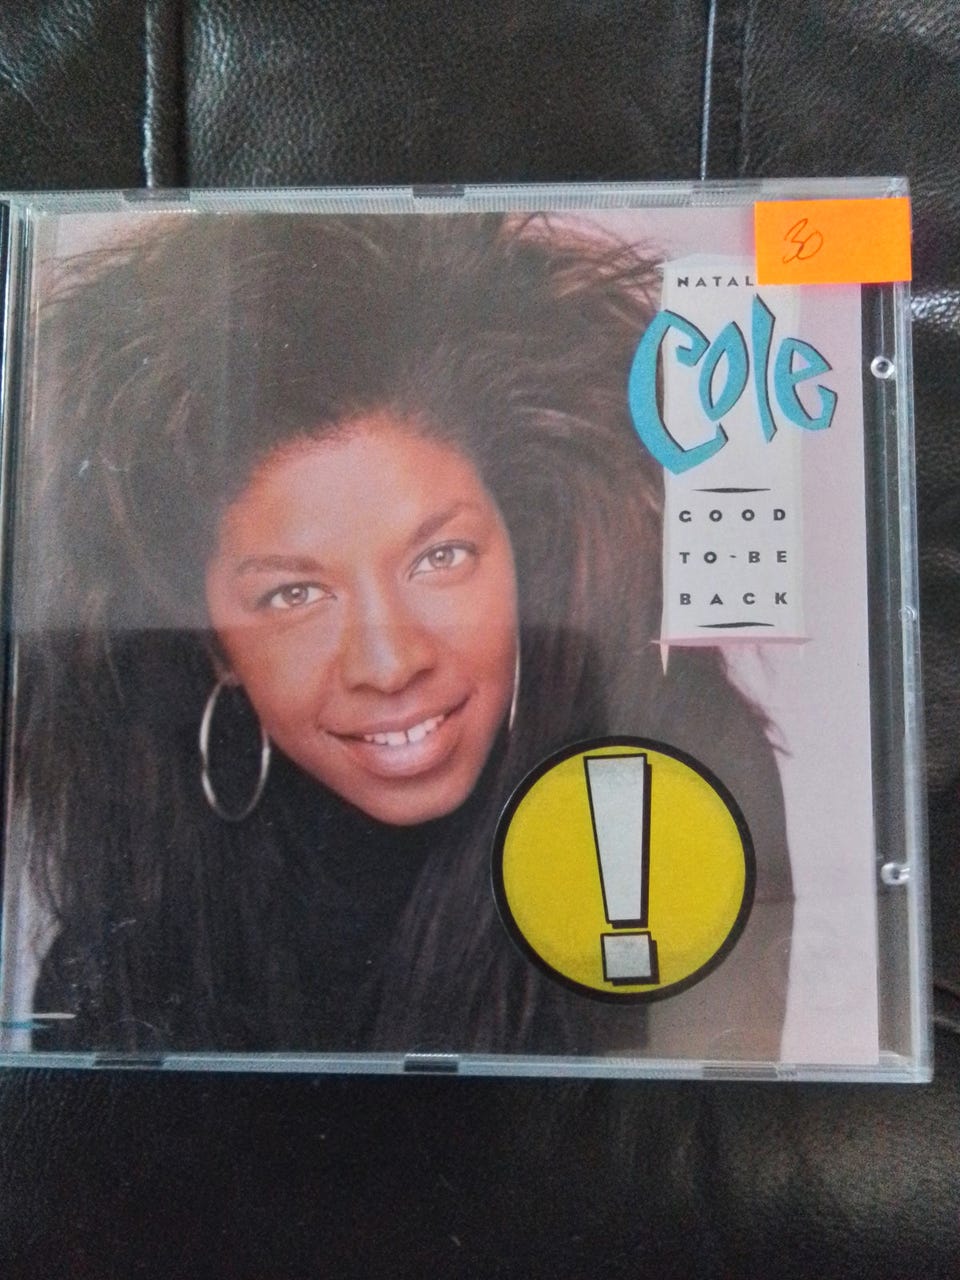 30
NATAL
Cole
GOOD
TO-BE
BACK
!